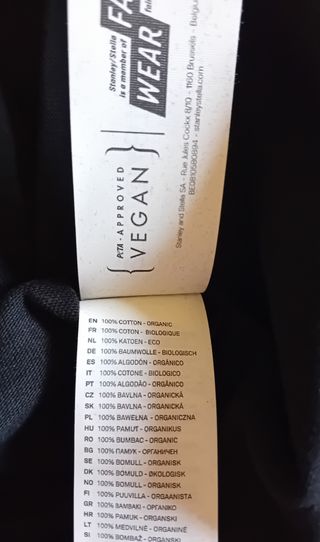 Stanley/Stella
is a member of
FA
WEAR
PETA - APPROVED
VEGAN
Stanley and Stella SA - Rue Jules Cockx 8/10 - 1160 Brussels - Belgiu
BE0810580894 - stanleystella.com
EN 100% COTTON - ORGANIC
FR 100% COTON - BIOLOGIQUE
NL 100% KATOEN - ECO
DE 100% BAUMWOLLE - BIOLOGISCH
ES 100% ALGODÓN - ORGÁNICO
IT 100% COTONE - BIOLOGICO
PT 100% ALGODÃO - ORGÂNICO
CZ 100% BAVLNA - ORGANICKÁ
SK 100% BAVLNA - ORGANICKÁ
PL 100% BAWEŁNA - ORGANICZNA
HU 100% PAMUT - ORGANIKUS
RO 100% BUMBAC - ORGANIC
BG 100% ПАМУК - ОРГАНИЧЕН
SE 100% BOMULL - ORGANISK
DK 100% BOMULD - ØKOLOGISK
NO 100% BOMULL - ORGANISK
FI 100% PUUVILLA - ORGAANISTA
GR 100% ΒΑΜΒΑΚΙ - ΟΡΓΑΝΙΚΟ
HR 100% PAMUK - ORGANSKI
LT 100% MEDVILNĖ - ORGANINĖ
SI 100% BOMBAŽ - ORGANSKI